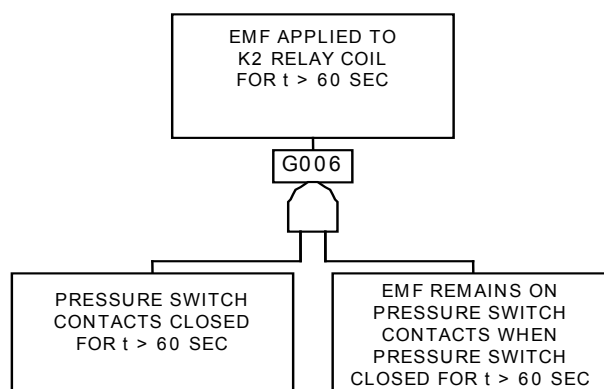 EMF APPLIED TO
K2 RELAY COIL
FOR t > 60 SEC
G006
PRESSURE SWITCH
CONTACTS CLOSED
FOR t > 60 SEC
EMF REMAINS ON
PRESSURE SWITCH
CONTACTS WHEN
PRESSURE SWITCH
CLOSED FOR t > 60 SEC